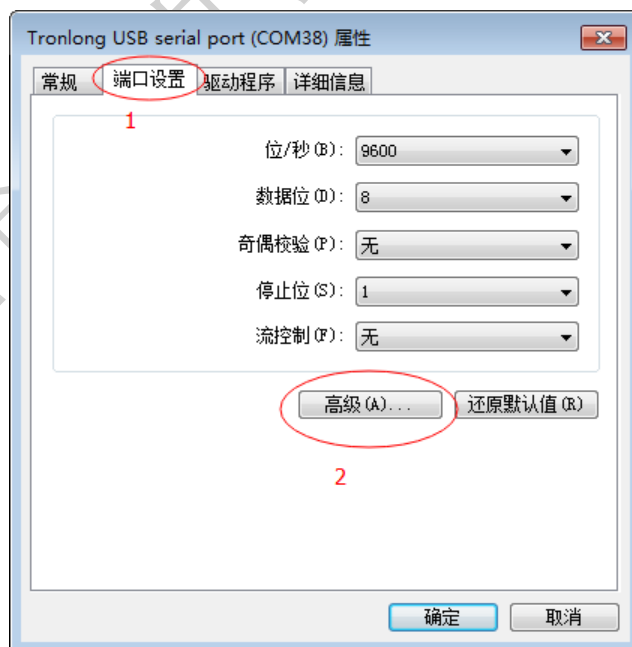 Tronlong USB serial port (COM38) 属性
常规 端口设置 驱动程序 详细信息
1
位/秒(B): 9600
数据位(D): 8
奇偶校验(P): 无
停止位(S): 1
流控制(F): 无
高级(A)... 还原默认值(R)
2
确定 取消